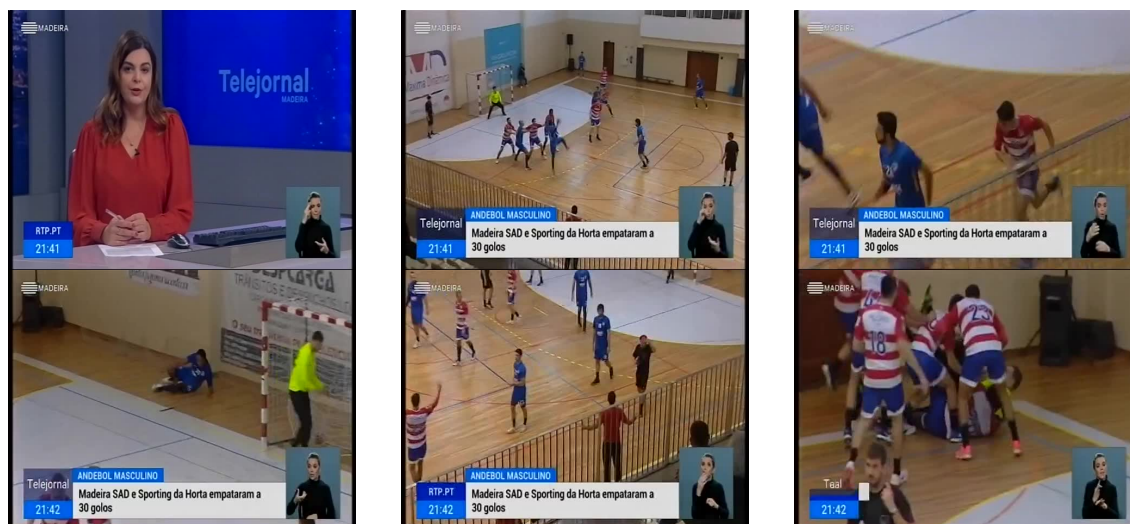 MADEIRA
Telejornal
MADEIRA
RTP.PT
21:41
MADEIRA
Telejornal
21:41
ANDEBOL MASCULINO
Madeira SAD e Sporting da Horta empataram a
30 golos
MADEIRA
Telejornal
21:41
ANDEBOL MASCULINO
Madeira SAD e Sporting da Horta empataram a
30 golos
MADEIRA
Telejornal
21:42
ANDEBOL MASCULINO
Madeira SAD e Sporting da Horta empataram a
30 golos
MADEIRA
RTP.PT
21:42
ANDEBOL MASCULINO
Madeira SAD e Sporting da Horta empataram a
30 golos
MADEIRA
18
23
21:42